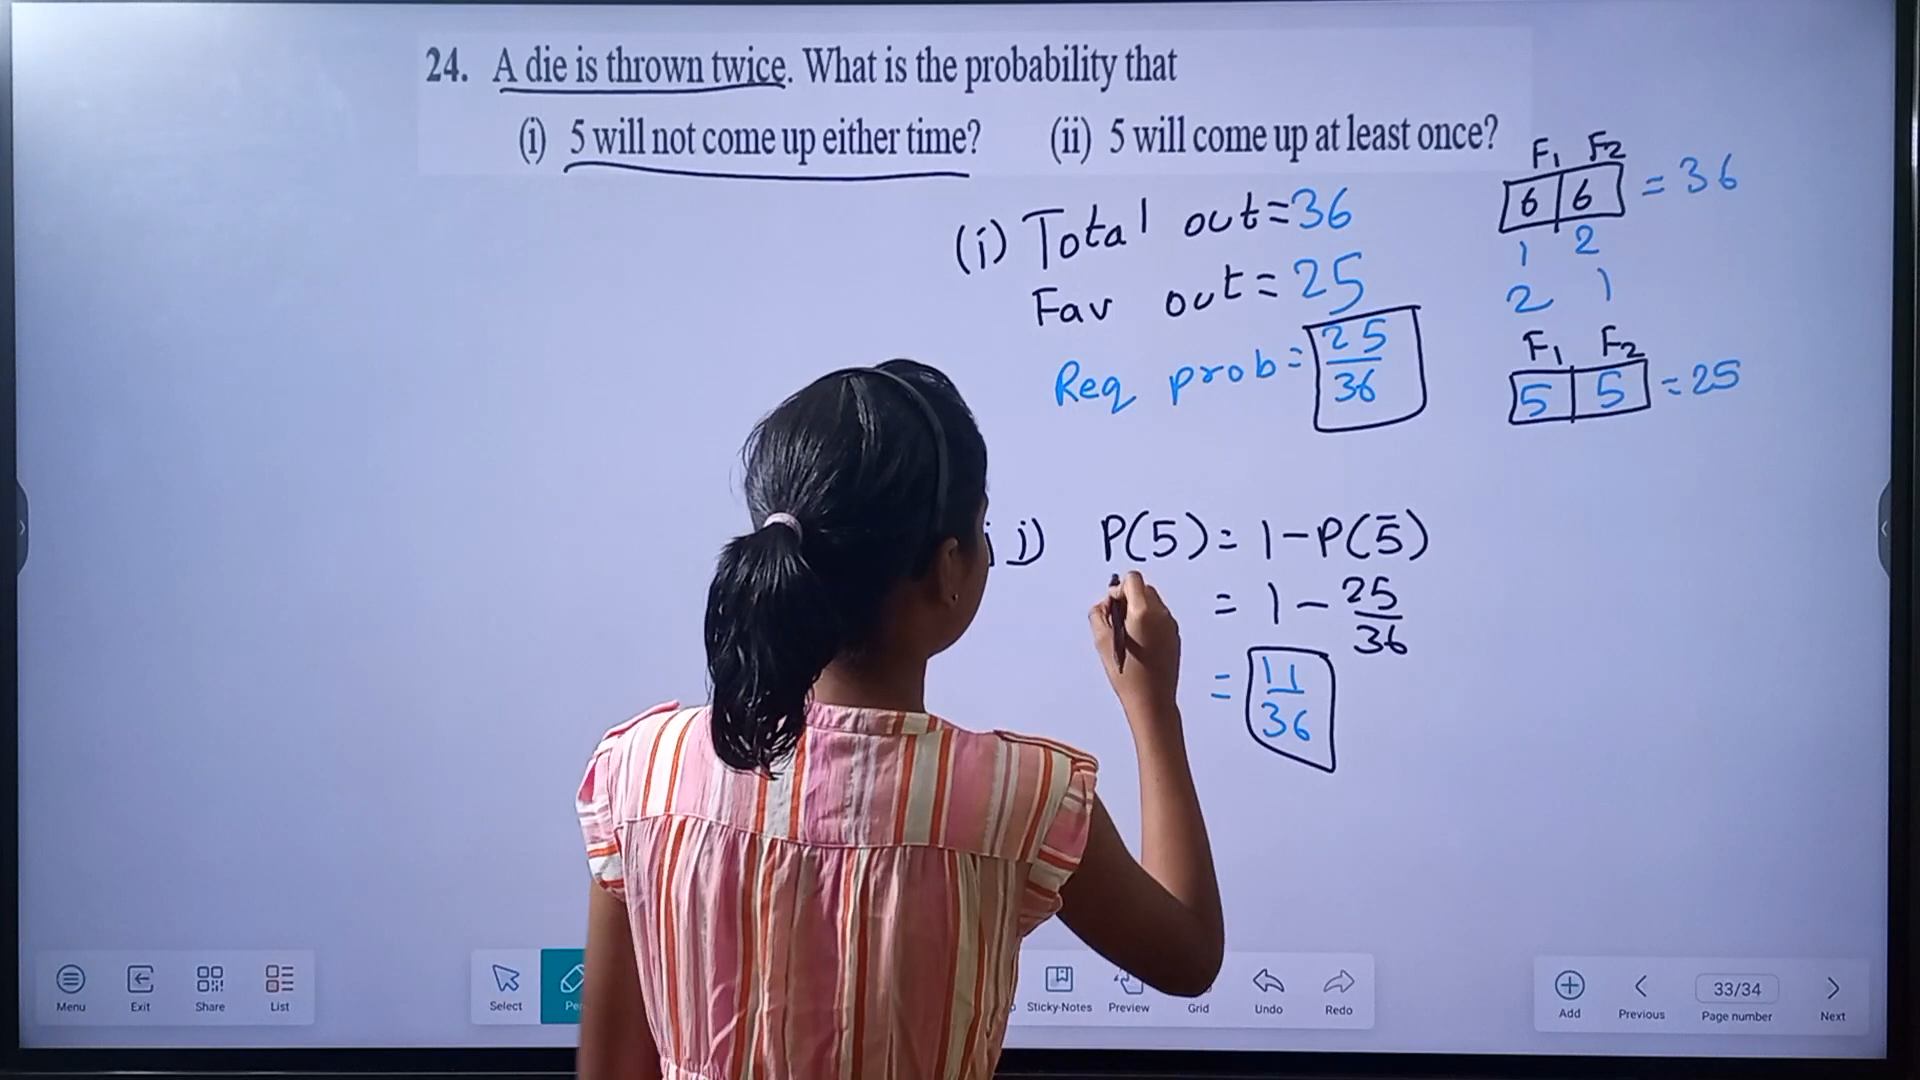 24. A die is thrown twice. What is the probability that
(i) 5 will not come up either time? (ii) 5 will come up at least once?
F₁ F₂
6 6 = 36
1 2
2 1
(i) Total out = 36
Fav out = 25
Req prob = 25/36
F₁ F₂
5 5 = 25
P(5) = 1 - P(5̄)
= 1 - 25/36
= 11/36
Menu Exit Share List Select Sticky-Notes Preview Grid Undo Redo Add Previous 33/34 Page number Next